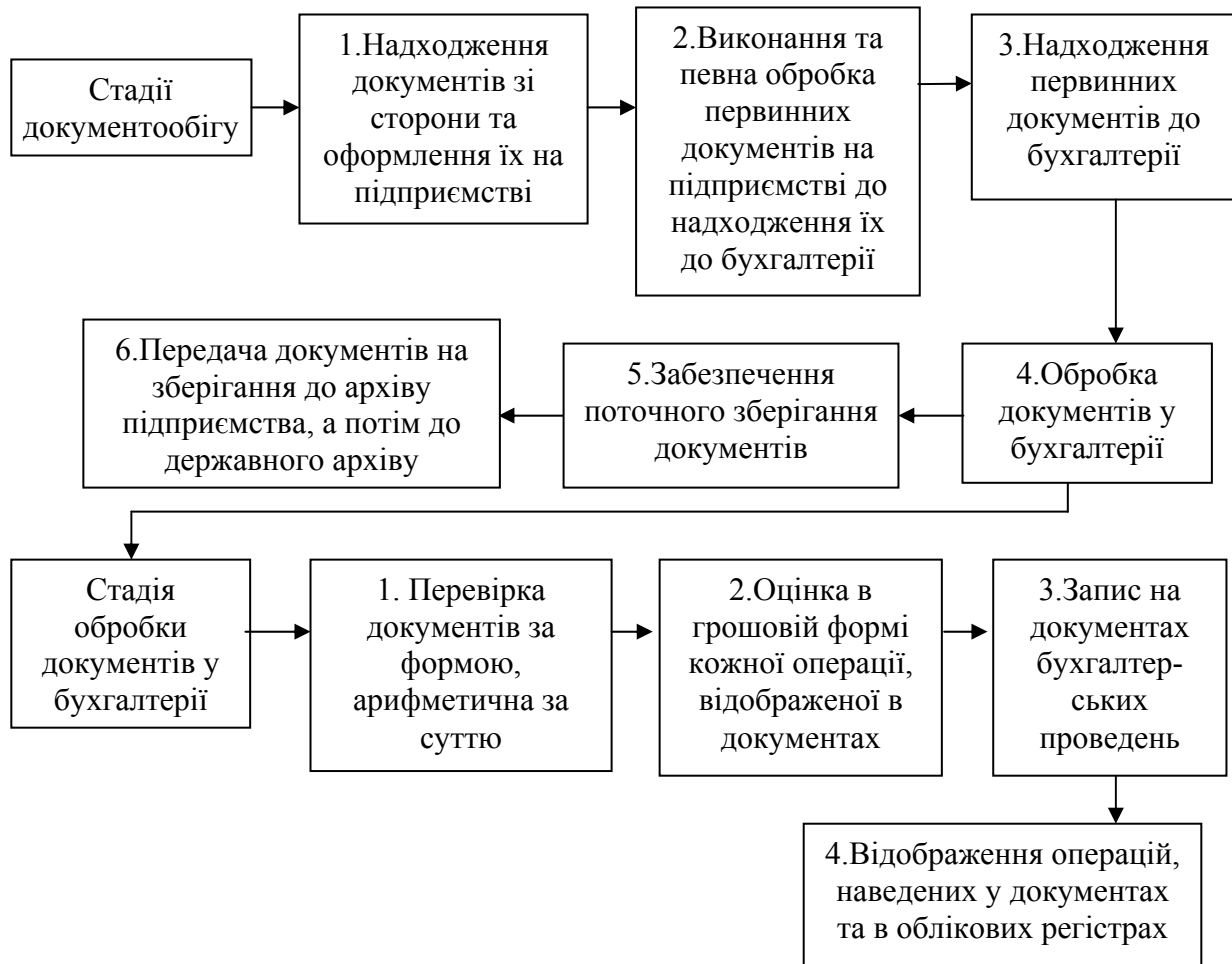 Стадії
документообігу
1.Надходження
документів зі
сторони та
оформлення їх на
підприємстві
2.Виконання та
певна обробка
первинних
документів на
підприємстві до
надходження їх
до бухгалтерії
3.Надходження
первинних
документів до
бухгалтерії
4.Обробка
документів у
бухгалтерії
5.Забезпечення
поточного зберігання
документів
6.Передача документів на
зберігання до архіву
підприємства, а потім до
державного архіву
Стадія
обробки
документів у
бухгалтерії
1. Перевірка
документів за
формою,
арифметична за
суттю
2.Оцінка в
грошовій формі
кожної операції,
відображеної в
документах
3.Запис на
документах
бухгалтер-
ських
проведень
4.Відображення операцій,
наведених у документах
та в облікових регістрах